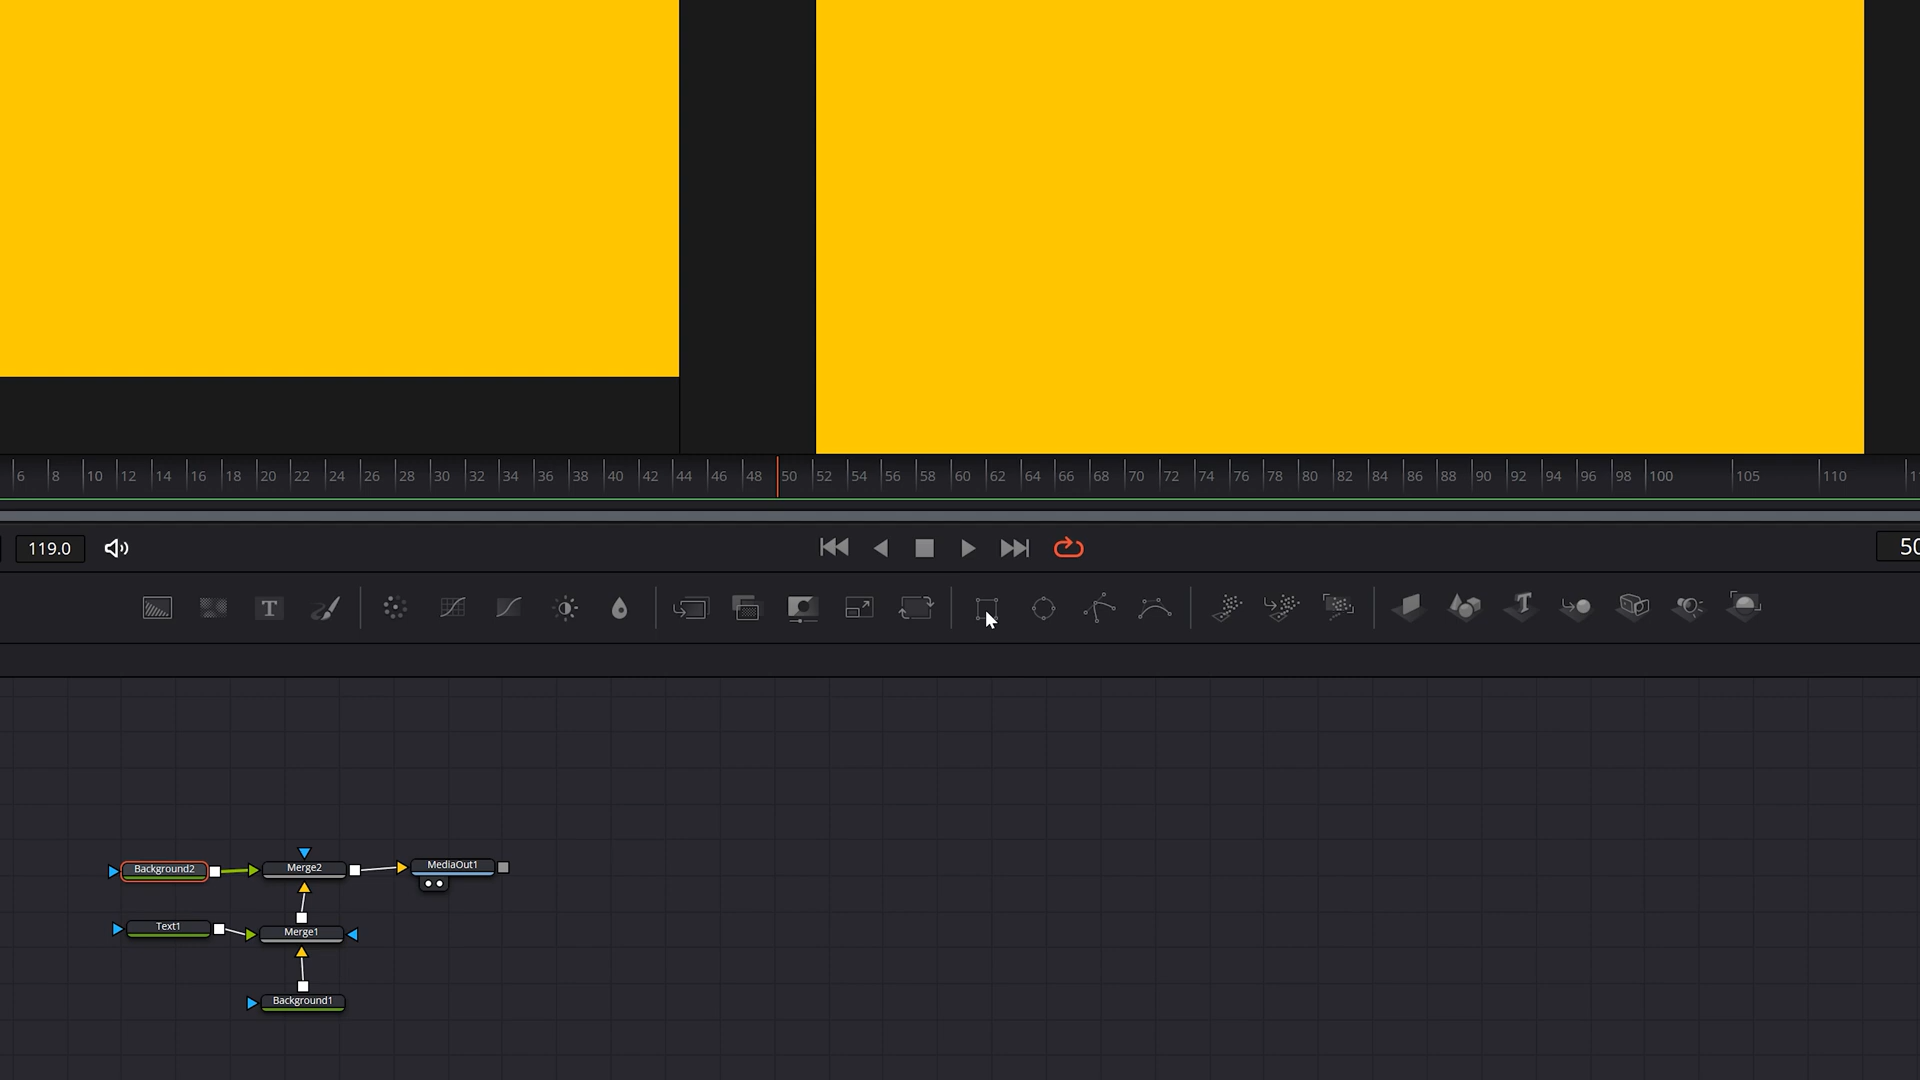 6 8 10 12 14 16 18 20 22 24 26 28 30 32 34 36 38 40 42 44 46 48 50 52 54 56 58 60 62 64 66 68 70 72 74 76 78 80 82 84 86 88 90 92 94 96 98 100 105 110
119.0 50
T
Background2 Merge2 MediaOut1
Text1 Merge1
Background1